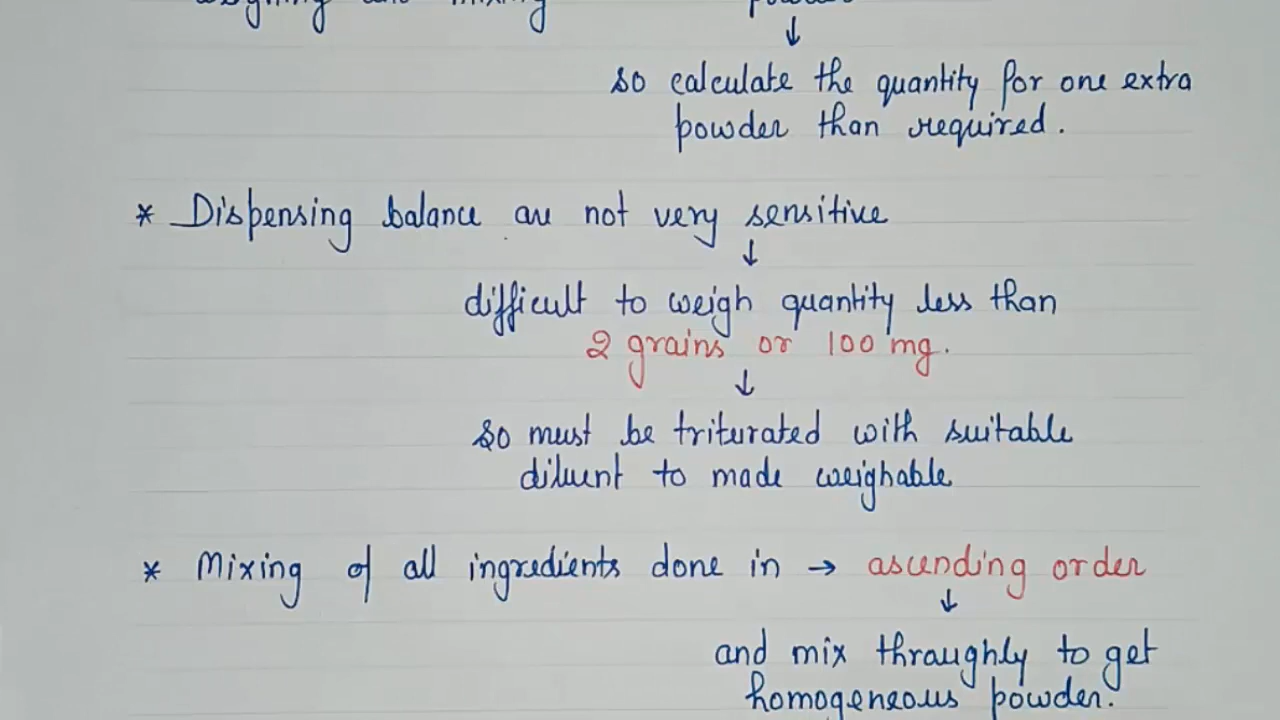 mixing
so calculate the quantity for one extra
powder than required.
* Dispensing balance are not very sensitive
↓
difficult to weigh quantity less than
2 grains or 100 mg.
↓
so must be triturated with suitable
diluent to made weighable
* Mixing of all ingredients done in → ascending order
↓
and mix throughly to get
homogeneous powder.